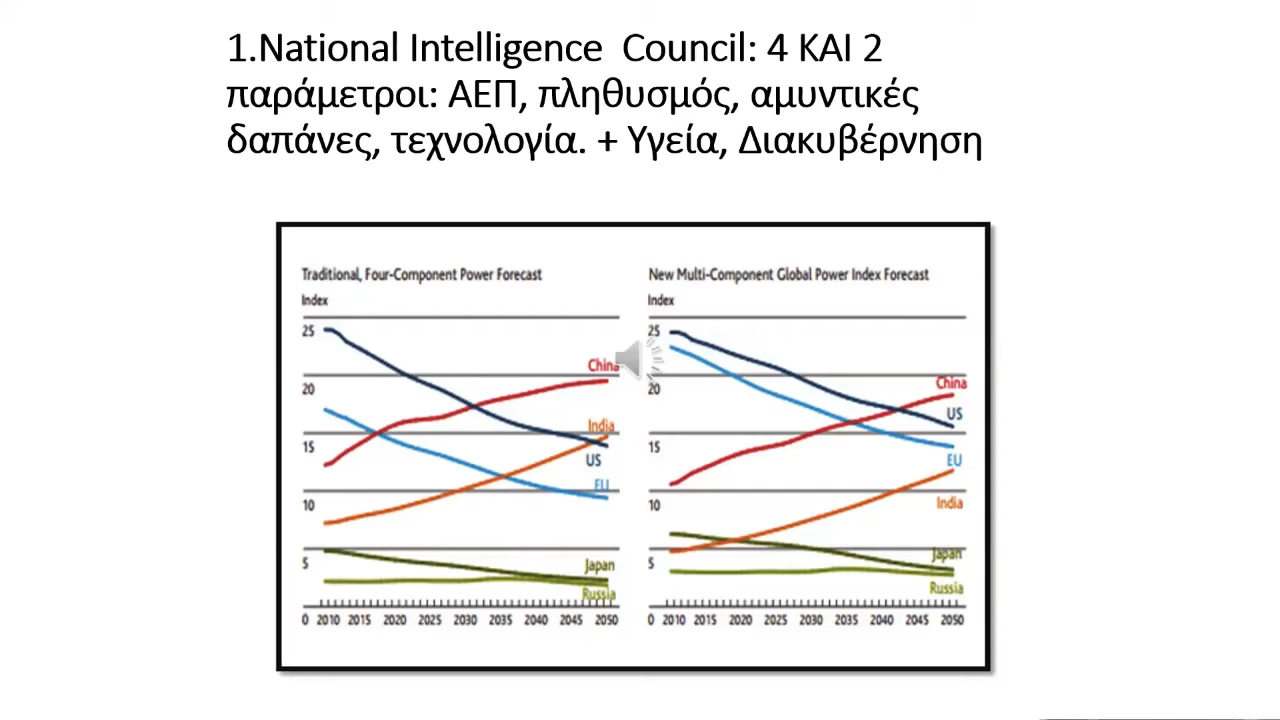 1.National Intelligence Council: 4 ΚΑΙ 2
παράμετροι: ΑΕΠ, πληθυσμός, αμυντικές
δαπάνες, τεχνολογία. + Υγεία, Διακυβέρνηση
Traditional, Four-Component Power Forecast
Index
25
20
15
10
5
China
India
US
EU
Japan
Russia
0 2010 2015 2020 2025 2030 2035 2040 2045 2050
New Multi-Component Global Power Index Forecast
Index
25
20
15
10
5
China
US
EU
India
Japan
Russia
0 2010 2015 2020 2025 2030 2035 2040 2045 2050